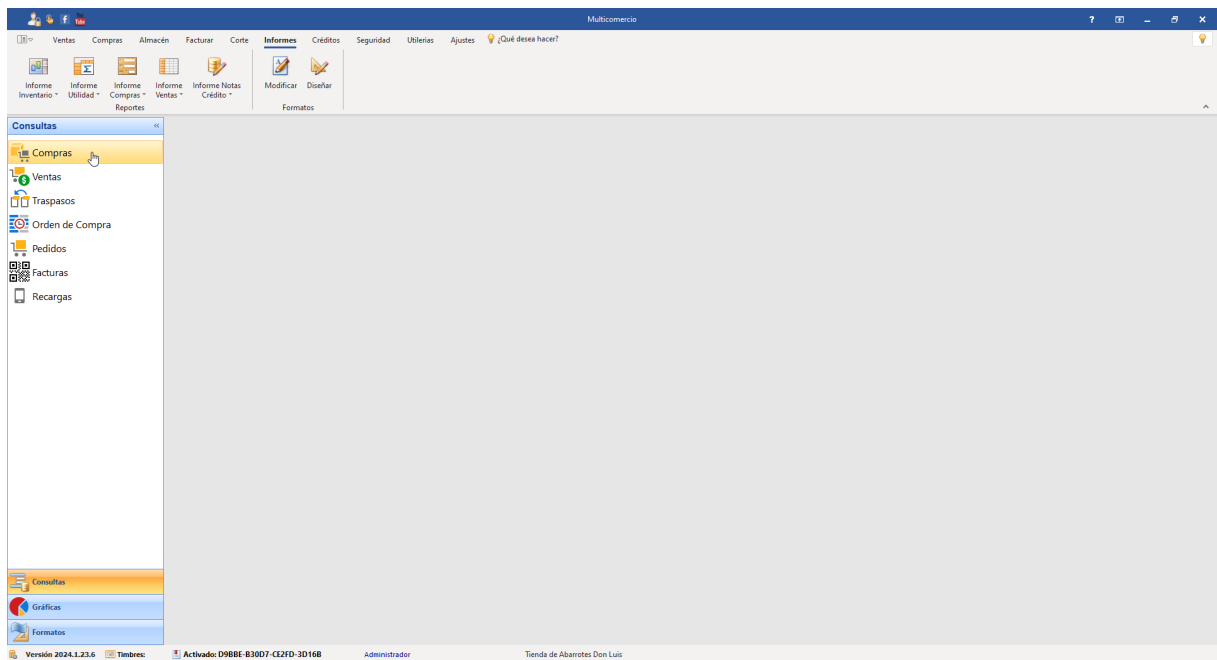 Multicomercio
Ventas Compras Almacén Facturar Corte Informes Créditos Seguridad Utilerias Ajustes ¿Qué desea hacer?
Informe Inventario
Informe Utilidad
Informe Compras
Informe Ventas
Informe Notas Crédito
Modificar
Diseñar
Reportes
Formatos
Consultas
Compras
Ventas
Traspasos
Orden de Compra
Pedidos
Facturas
Recargas
Consultas
Gráficas
Formatos
Versión 2024.1.23.6 Timbres: Activado: D9BBE-B30D7-CE2FD-3D16B Administrador Tienda de Abarrotes Don Luis